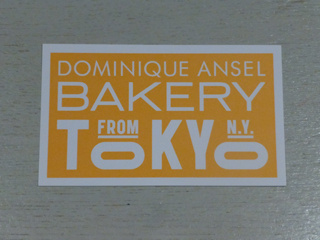 DOMINIQUE ANSEL
BAKERY
FROM N.Y.
TOKYO